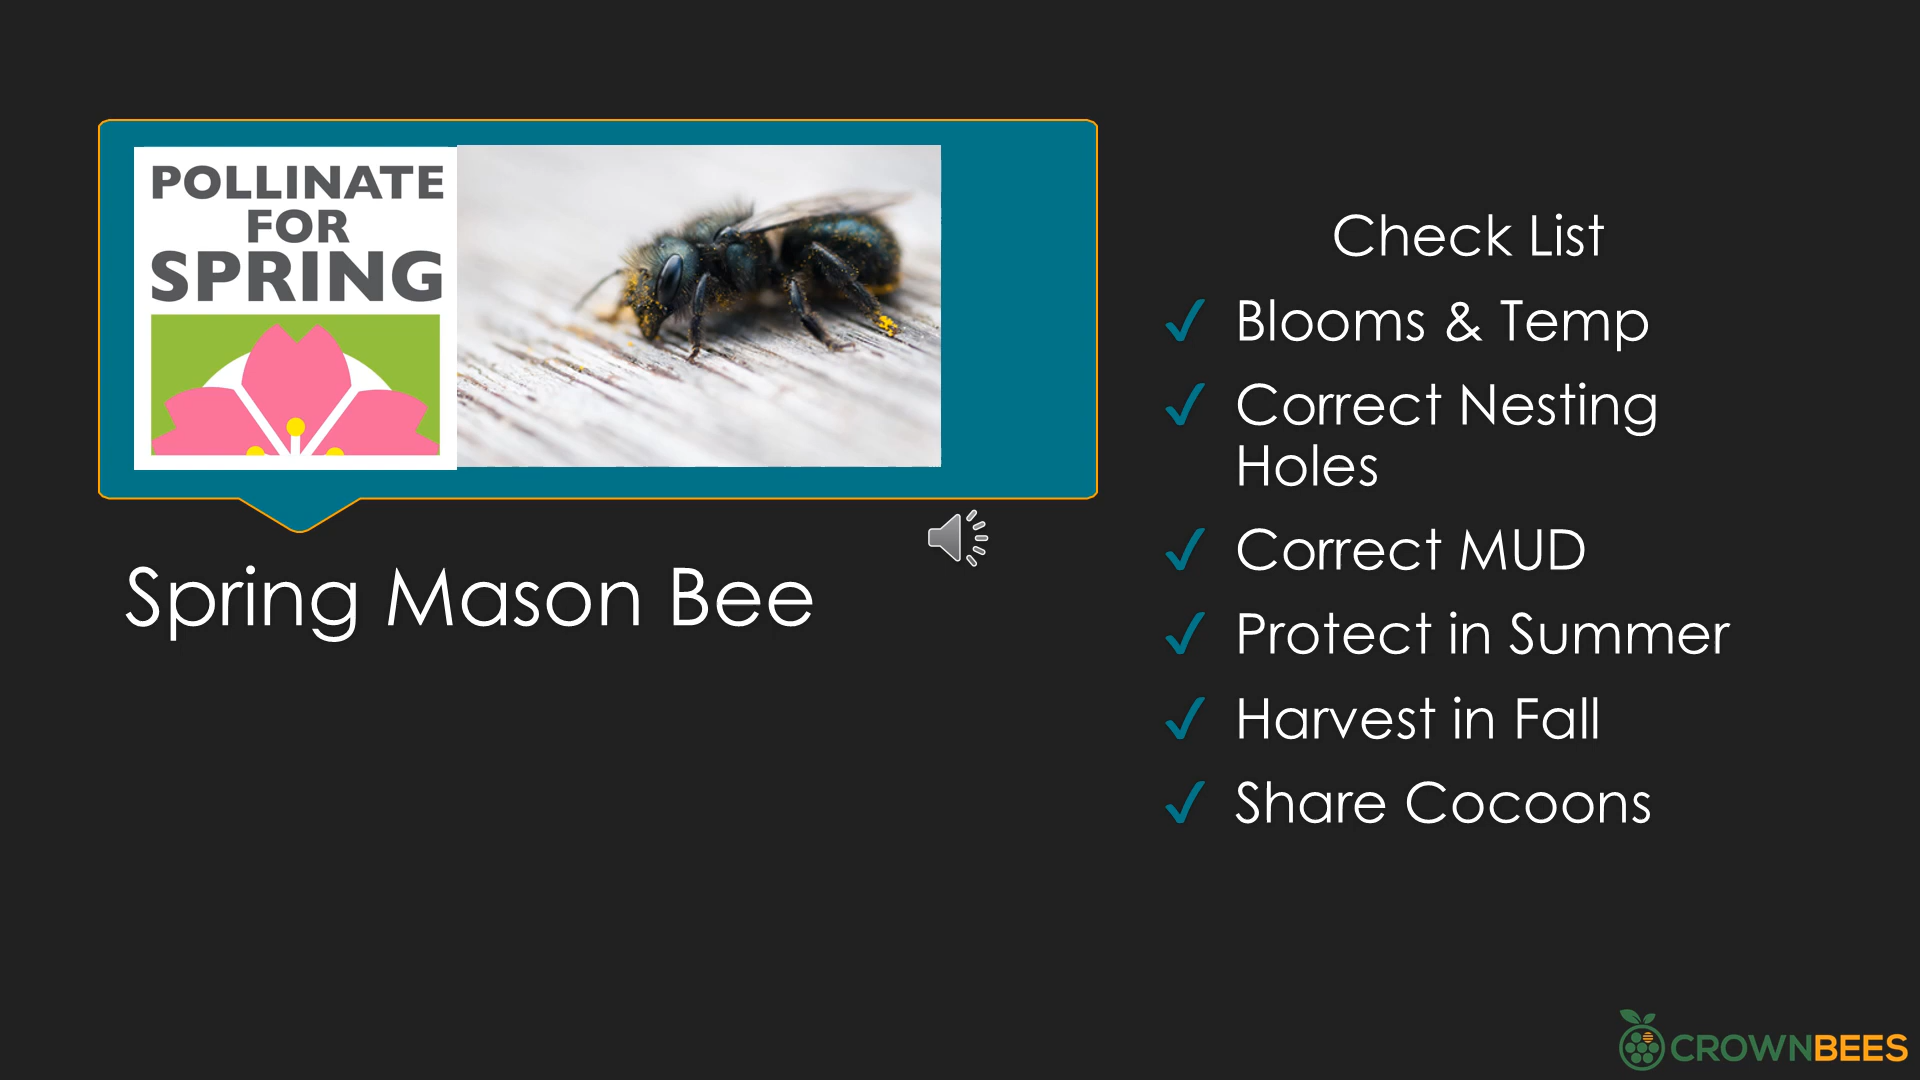 POLLINATE
FOR
SPRING
Spring Mason Bee
Check List
✓ Blooms & Temp
✓ Correct Nesting
Holes
✓ Correct MUD
✓ Protect in Summer
✓ Harvest in Fall
✓ Share Cocoons
CROWNBEES